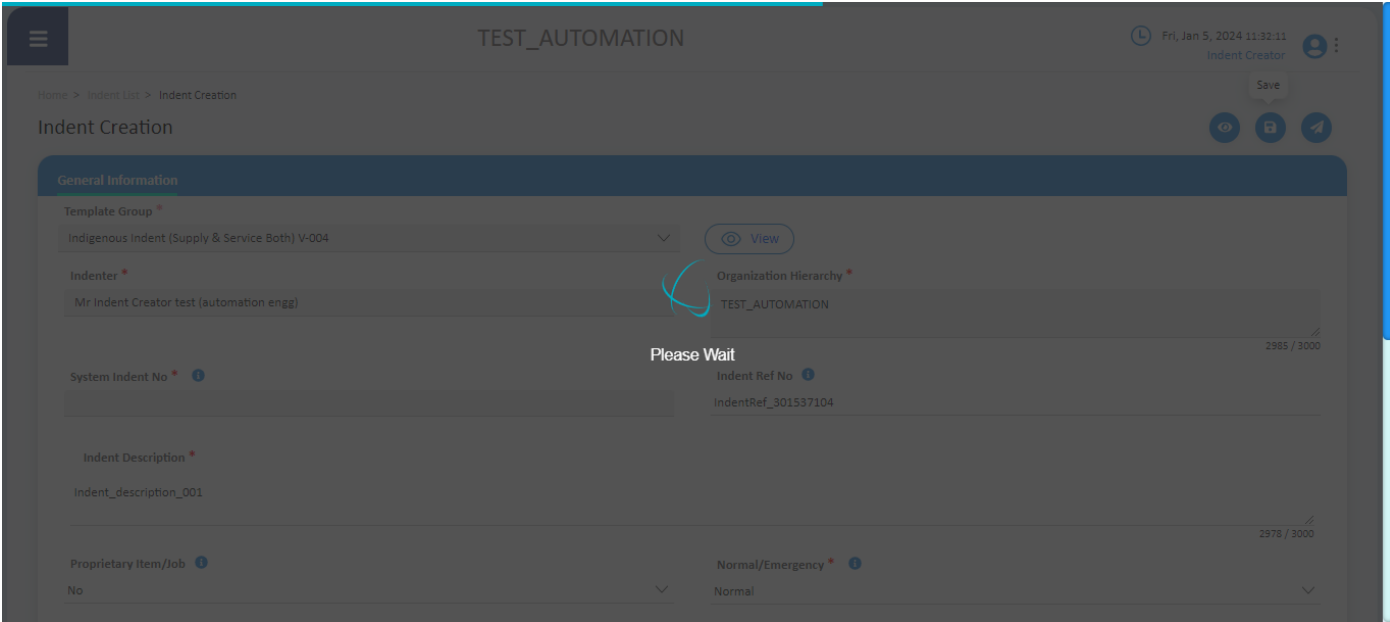 TEST_AUTOMATION
Fri, Jan 5, 2024 11:32:11
Indent Creator
Save
Home > Indent List > Indent Creation
Indent Creation
General Information
Template Group *
Indigenous Indent (Supply & Service Both) V-004
View
Indenter *
Organization Hierarchy *
Mr Indent Creator test (automation engg)
TEST_AUTOMATION
2985 / 3000
Please Wait
System Indent No *
Indent Ref No
IndentRef_301537104
Indent Description *
Indent_description_001
2978 / 3000
Proprietary Item/Job
Normal/Emergency *
No
Normal